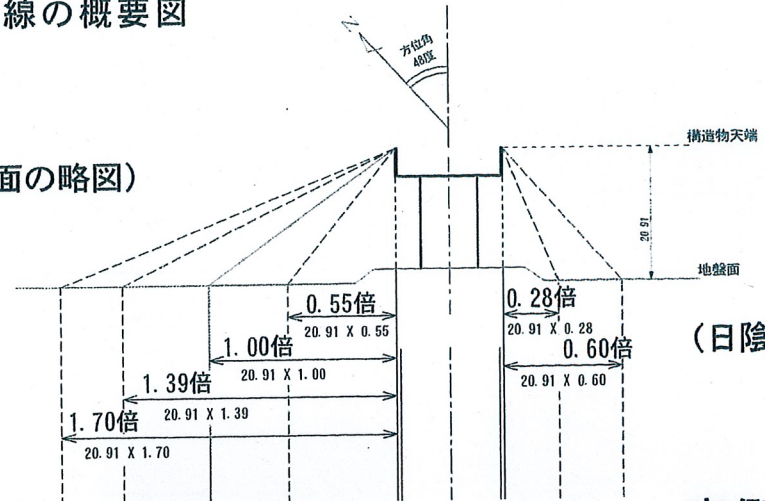 線の概要図
N
方位角
48度
構造物天端
面の略図）
20.91
地盤面
0.55倍
20.91 X 0.55
0.28倍
20.91 X 0.28
（日陰
1.00倍
20.91 X 1.00
0.60倍
20.91 X 0.60
1.39倍
20.91 X 1.39
1.70倍
20.91 X 1.70